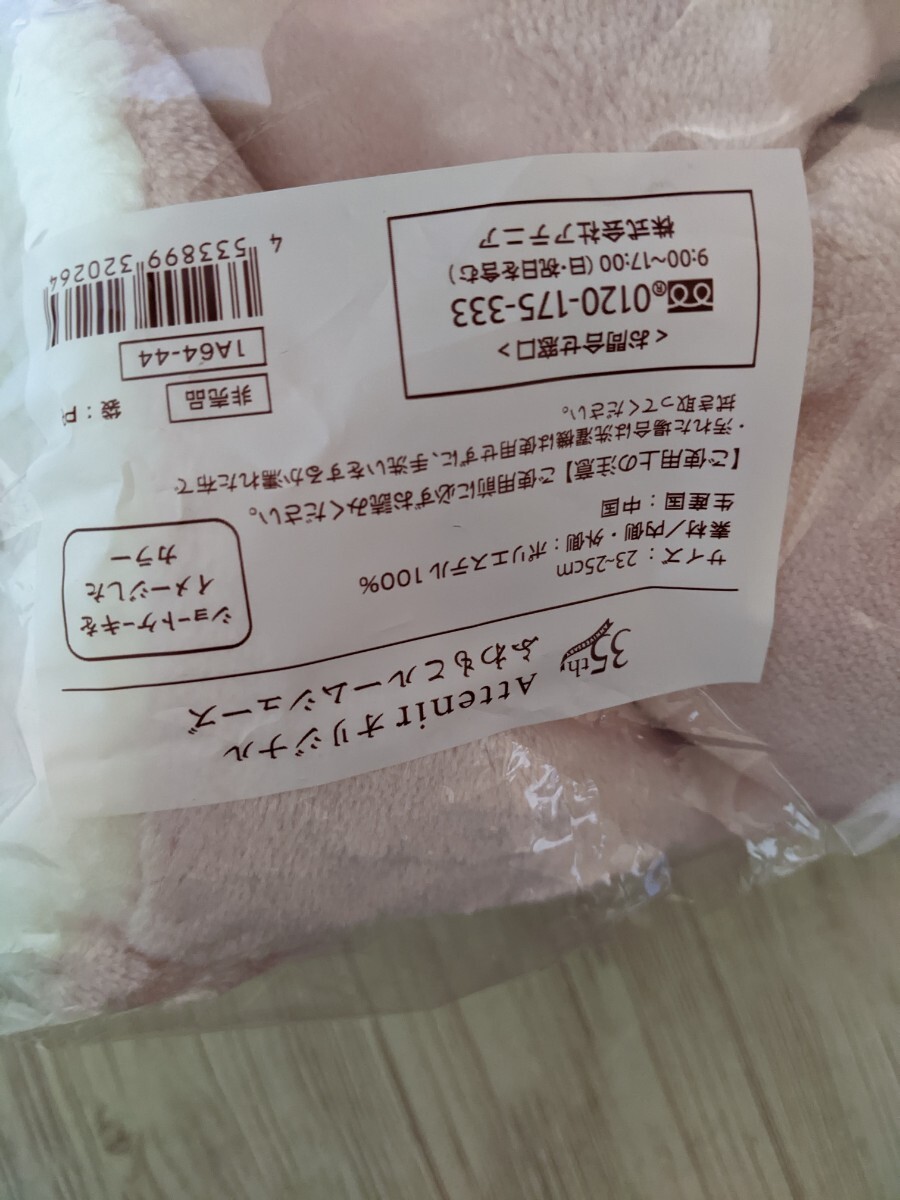 35th
Attenirオリジナル
ふわもこルームシューズ
サイズ：23~25cm
素材/内側・外側：ポリエステル100%
生産国：中国
ショートケーキを
イメージした
カラー
【ご使用上の注意】ご使用前に必ずお読みください。
・汚れた場合は洗濯機は使用せずに、手洗いをするか濡れた布で
拭き取ってください。
<お問合せ窓口>
0120-175-333
9:00~17:00 (日・祝日を含む)
株式会社アテニア
非売品
袋：P
1A64-44
4 533899 320264